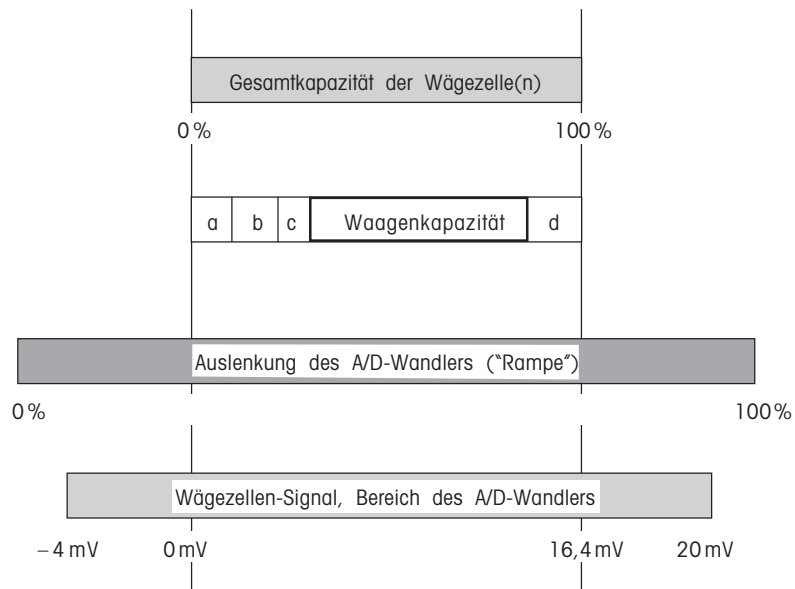 Gesamtkapazität der Wägezelle(n)
0 % 100 %
a b c Waagenkapazität d
Auslenkung des A/D-Wandlers (“Rampe”)
0 % 100 %
Wägezellen-Signal, Bereich des A/D-Wandlers
– 4 mV 0 mV 16,4 mV 20 mV